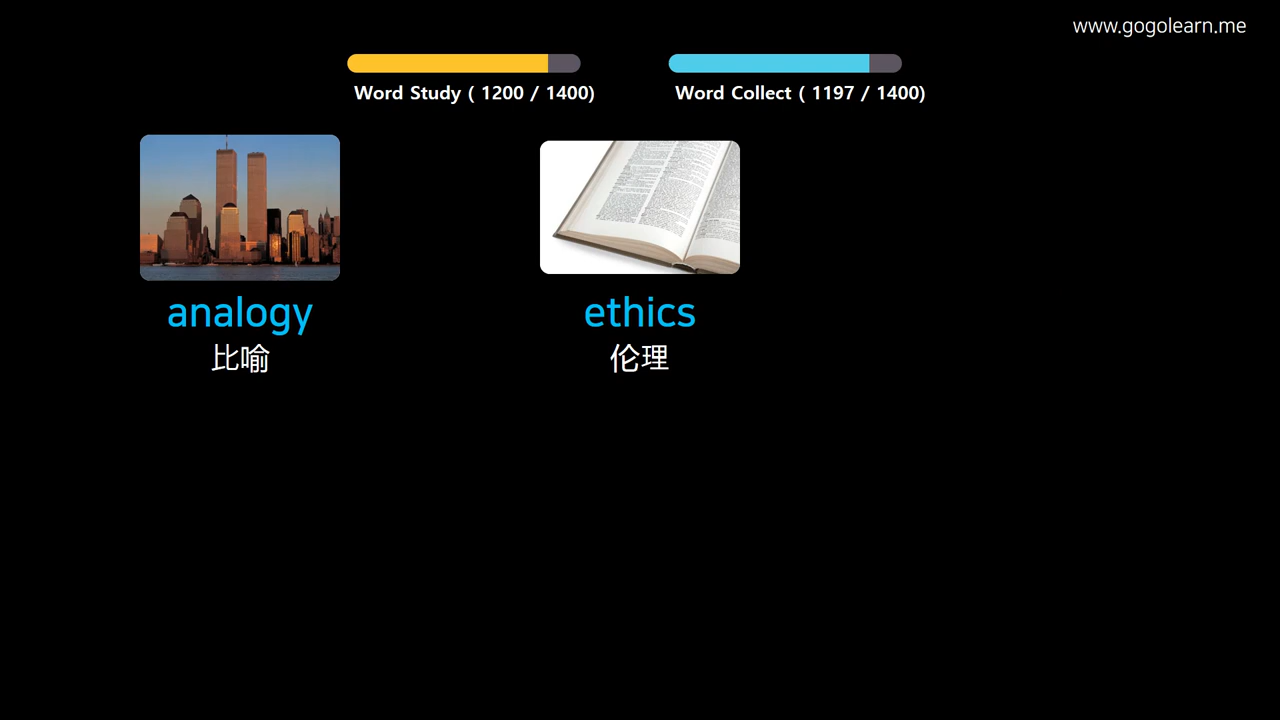 www.gogolearn.me
Word Study ( 1200 / 1400)
Word Collect ( 1197 / 1400)
analogy
比喻
ethics
伦理